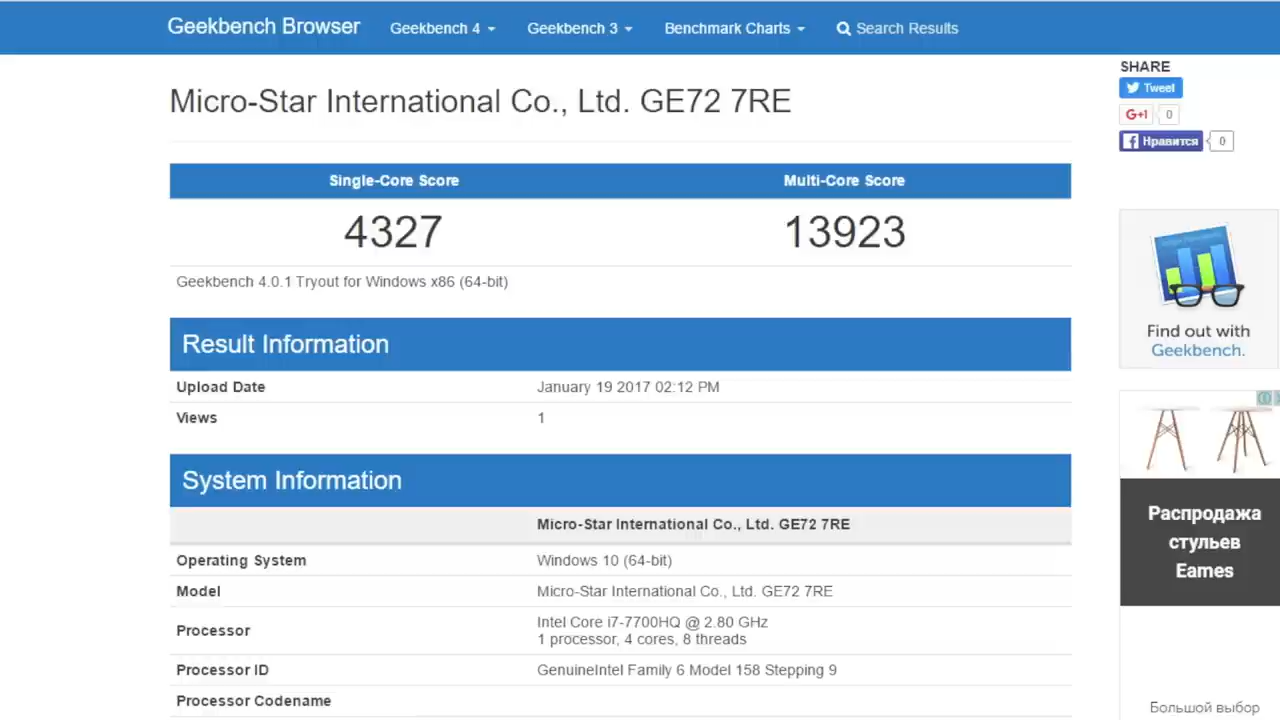 Geekbench Browser Geekbench 4 Geekbench 3 Benchmark Charts Search Results
SHARE
Tweet
G+1 0
Нравится 0
Micro-Star International Co., Ltd. GE72 7RE
Single-Core Score Multi-Core Score
4327 13923
Geekbench 4.0.1 Tryout for Windows x86 (64-bit)
Result Information
Upload Date January 19 2017 02:12 PM
Views 1
System Information
Micro-Star International Co., Ltd. GE72 7RE
Operating System Windows 10 (64-bit)
Model Micro-Star International Co., Ltd. GE72 7RE
Processor Intel Core i7-7700HQ @ 2.80 GHz
1 processor, 4 cores, 8 threads
Processor ID GenuineIntel Family 6 Model 158 Stepping 9
Processor Codename
Find out with
Geekbench.
Распродажа
стульев
Eames
Большой выбор